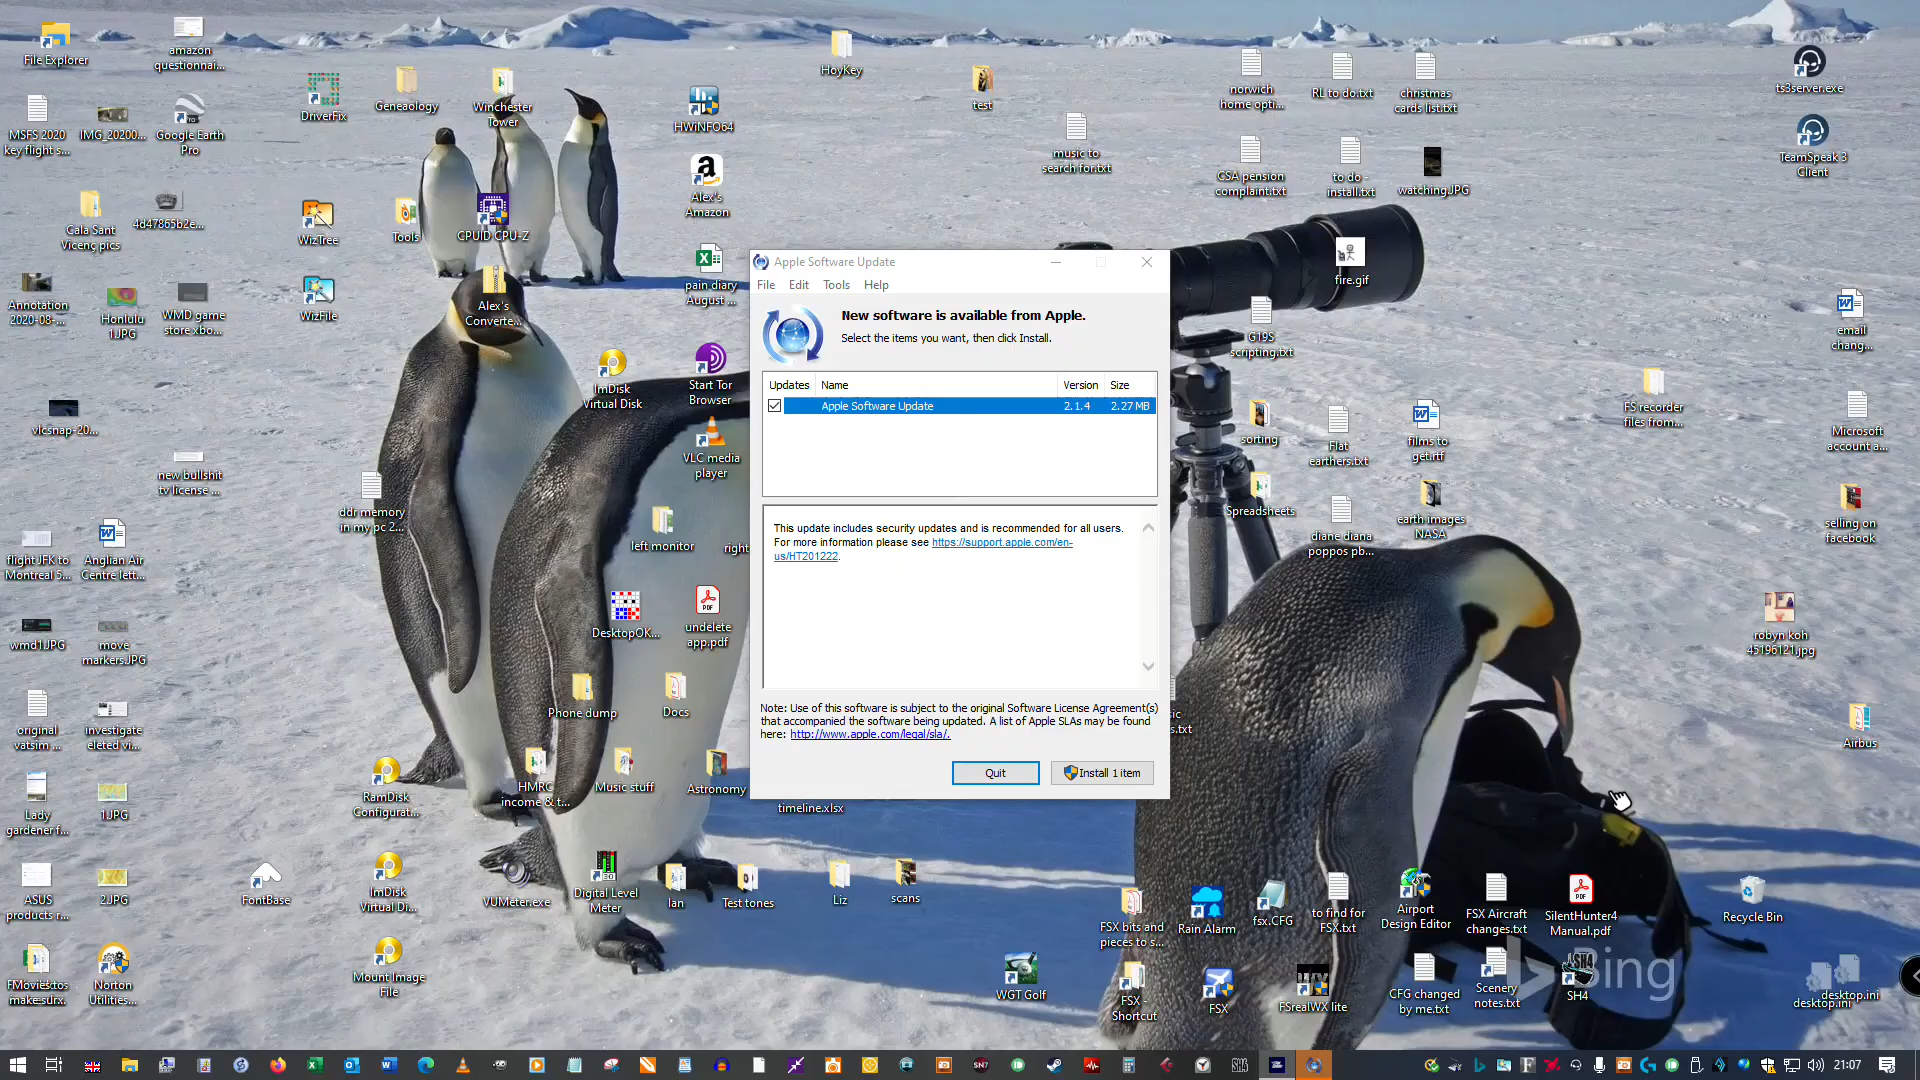 File Explorer
amazon
questionnai...
MSFS 2020
key flight s...
IMG_20200...
Google Earth
Pro
Cala Sant
Vicenç pics
4d47865b2e...
Annotation
2020-08-...
Honlulu
1.JPG
WMD game
store xbo...
vlcsnap-20...
new bullshit
tv license ...
flight JFK to
Montreal 5...
Anglian Air
Centre lett...
wmd1.JPG
move
markers.JPG
original
vatsim ...
investigate
eleted vi...
Lady
gardener f...
1.JPG
ASUS
products r...
2.JPG
Norton
Utilities...
DriverFix
Geneaology
Winchester
Tower
WizTree
Tools
CPUID CPU-Z
WizFile
Alex's
Converte...
ddr memory
in my pc 2...
ImDisk
Virtual Disk
HWiNFO64
Alex's
Amazon
pain diary
August ...
Start Tor
Browser
VLC media
player
left monitor
right
DesktopOK...
undelete
app.pdf
Phone dump
Docs
RamDisk
Configurat...
HMRC
income & t...
Music stuff
Astronomy
timeline.xlsx
FontBase
ImDisk
Virtual Di...
VUMeter.exe
30
Digital Level
Meter
Ian
Test tones
Liz
scans
Mount Image
File
HoyKey
test
music to
search for.txt
norwich
home opti...
RL to do.txt
christmas
cards list.txt
CSA pension
complaint.txt
to do -
install.txt
watching.JPG
ts3server.exe
TeamSpeak 3
Client
fire.gif
G19S
scripting.txt
email
chang...
FS recorder
files from...
sorting
Flat
earthers.txt
films to
get.rtf
Microsoft
account a...
Spreadsheets
diane diana
poppos pb...
earth images
NASA
selling on
facebook
robyn koh
45196121.jpg
Airbus
s.txt
Apple Software Update
File Edit Tools Help
New software is available from Apple.
Select the items you want, then click Install.
Updates Name Version Size
Apple Software Update 2.1.4 2.27 MB
This update includes security updates and is recommended for all users.
For more information please see https://support.apple.com/en-
us/HT201222.
Note: Use of this software is subject to the original Software License Agreement(s)
that accompanied the software being updated. A list of Apple SLAs may be found
here: http://www.apple.com/legal/sla/.
Quit
Install 1 item
FSX bits and
pieces to s...
Rain Alarm
fsx.CFG
to find for
FSX.txt
Airport
Design Editor
FSX Aircraft
changes.txt
PDF
SilentHunter4
Manual.pdf
Recycle Bin
WGT Golf
FSX -
Shortcut
FSX
FSrealWX lite
CFG changed
by me.txt
Scenery
notes.txt
SH4
Bing
desktop.ini
desktop.ini
21:07